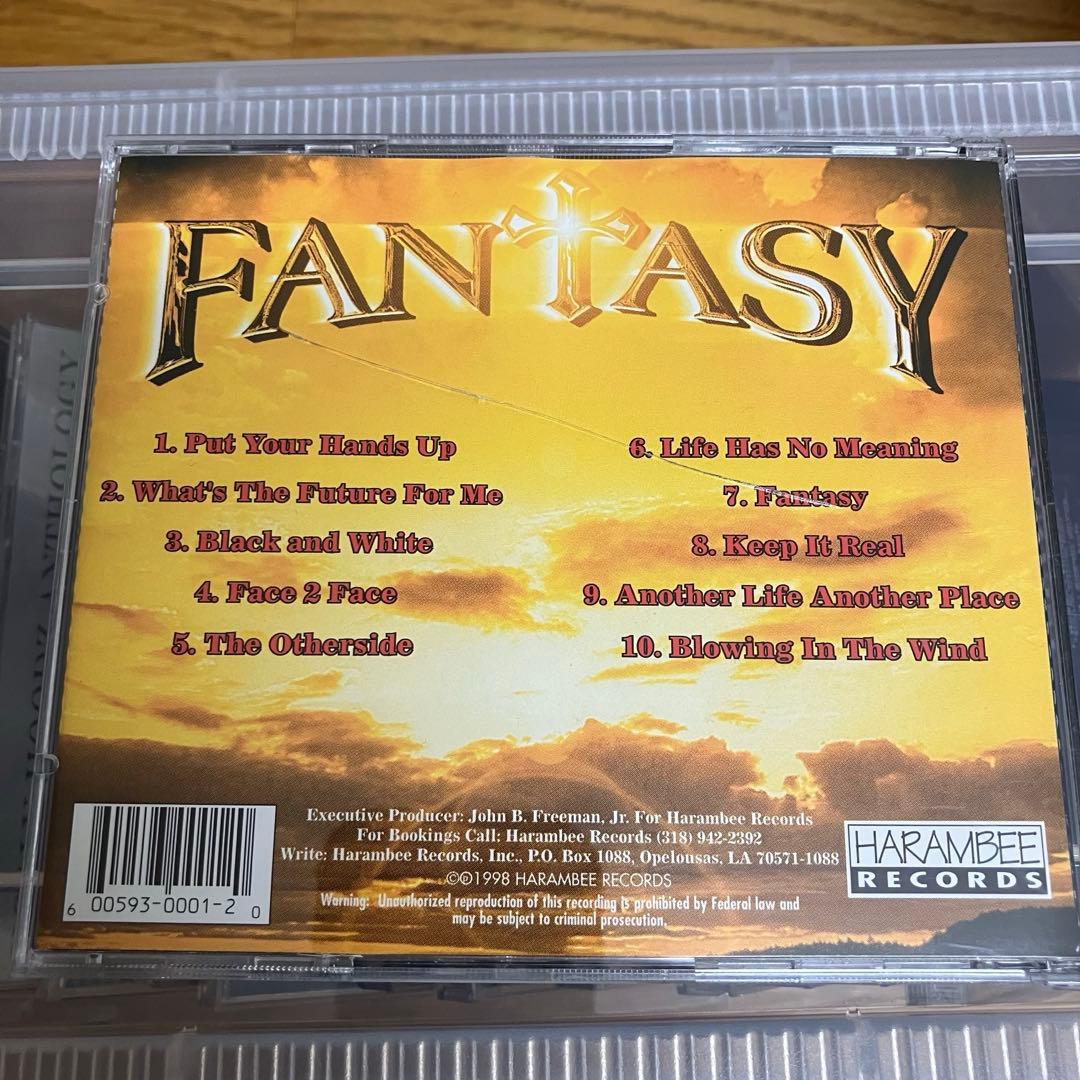 FANTASY
1. Put Your Hands Up
2. What's The Future For Me
3. Black and White
4. Face 2 Face
5. The Otherside
6. Life Has No Meaning
7. Fantasy
8. Keep It Real
9. Another Life Another Place
10. Blowing In The Wind
Executive Producer: John B. Freeman, Jr. For Harambee Records
For Bookings Call: Harambee Records (318) 942-2392
Write: Harambee Records, Inc., P.O. Box 1088, Opelousas, LA 70571-1088
©℗1998 HARAMBEE RECORDS
Warning: Unauthorized reproduction of this recording is prohibited by Federal law and
may be subject to criminal prosecution.
6 00593-0001-2 0
HARAMBEE
RECORDS
ANTHOLOGY